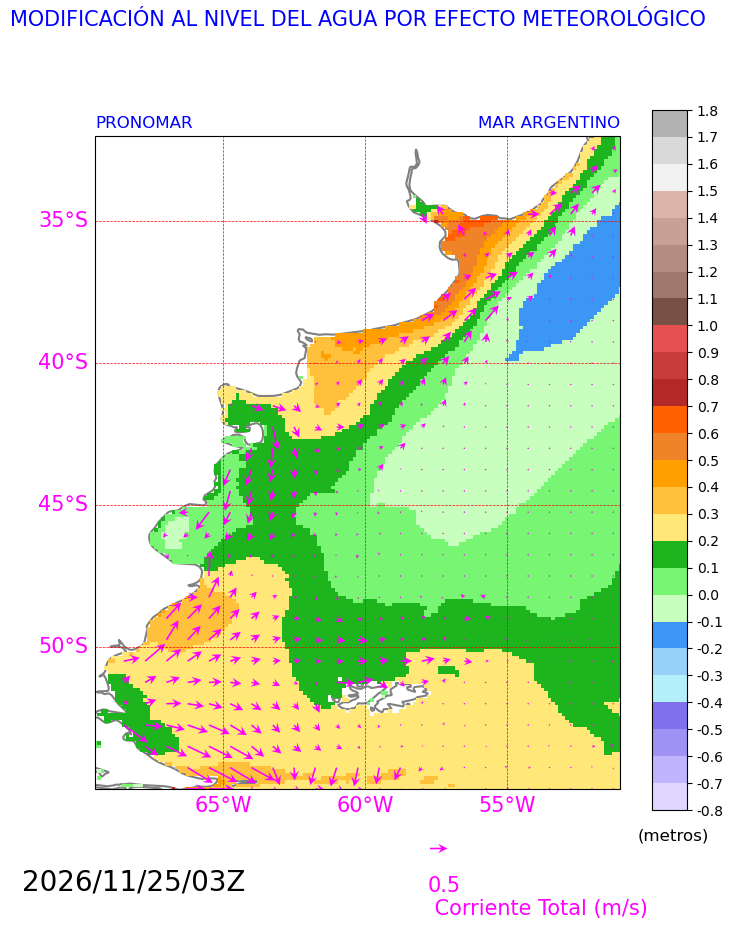 MODIFICACIÓN AL NIVEL DEL AGUA POR EFECTO METEOROLÓGICO
PRONOMAR MAR ARGENTINO
35°S
40°S
45°S
50°S
65°W 60°W 55°W
1.8
1.7
1.6
1.5
1.4
1.3
1.2
1.1
1.0
0.9
0.8
0.7
0.6
0.5
0.4
0.3
0.2
0.1
0.0
-0.1
-0.2
-0.3
-0.4
-0.5
-0.6
-0.7
-0.8
(metros)
2026/11/25/03Z
0.5
Corriente Total (m/s)